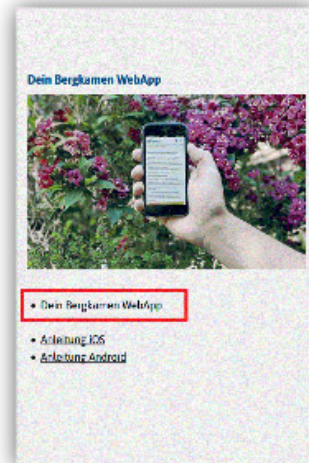 Dein Bergkamen WebApp
Dein Bergkamen WebApp
Anleitung iOS
Anleitung Android